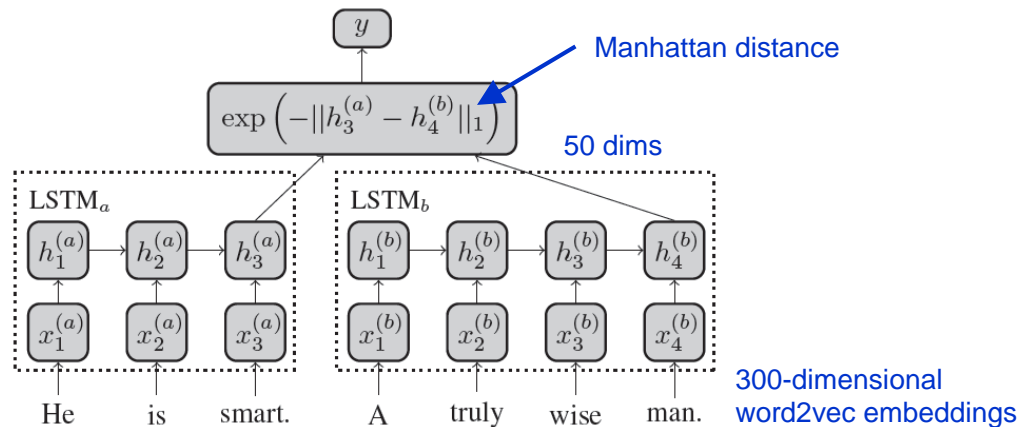 y
Manhattan distance
exp (−||h₃⁽ᵃ⁾ − h₄⁽ᵇ⁾||₁)
50 dims
LSTMₐ LSTM_b
h₁⁽ᵃ⁾ h₂⁽ᵃ⁾ h₃⁽ᵃ⁾ h₁⁽ᵇ⁾ h₂⁽ᵇ⁾ h₃⁽ᵇ⁾ h₄⁽ᵇ⁾
x₁⁽ᵃ⁾ x₂⁽ᵃ⁾ x₃⁽ᵃ⁾ x₁⁽ᵇ⁾ x₂⁽ᵇ⁾ x₃⁽ᵇ⁾ x₄⁽ᵇ⁾
He is smart. A truly wise man.
300-dimensional
word2vec embeddings